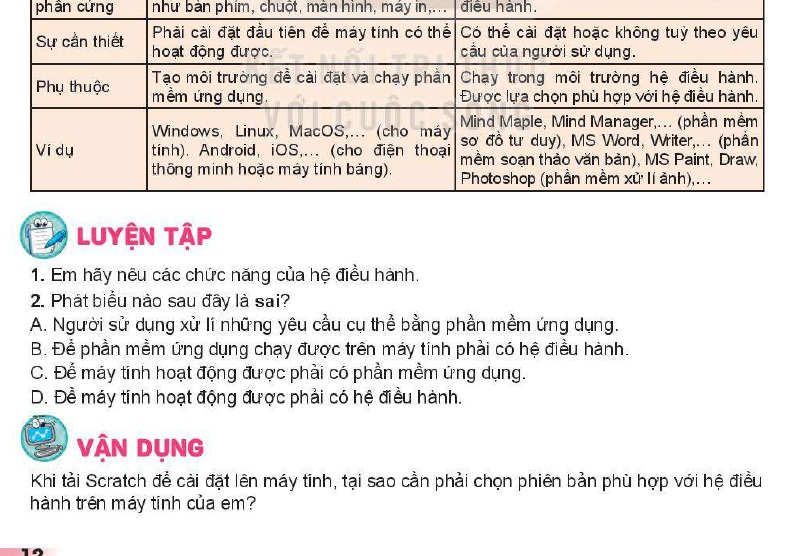 phần cứng
như bàn phím, chuột, màn hình, máy in,...
điều hành.
Sự cần thiết
Phải cài đặt đầu tiên để máy tính có thể
hoạt động được.
Có thể cài đặt hoặc không tuỳ theo yêu
cầu của người sử dụng.
Phụ thuộc
Tạo môi trường để cài đặt và chạy phần
mềm ứng dụng.
Chạy trong môi trường hệ điều hành.
Được lựa chọn phù hợp với hệ điều hành.
KẾT NỐI TRI THỨC
VỚI CUỘC SỐNG
Ví dụ
Windows, Linux, MacOS,... (cho máy
tính). Android, iOS,... (cho điện thoại
thông minh hoặc máy tính bảng).
Mind Maple, Mind Manager,... (phần mềm
sơ đồ tư duy), MS Word, Writer,... (phần
mềm soạn thảo văn bản), MS Paint, Draw,
Photoshop (phần mềm xử lí ảnh),...
LUYỆN TẬP
1. Em hãy nêu các chức năng của hệ điều hành.
2. Phát biểu nào sau đây là sai?
A. Người sử dụng xử lí những yêu cầu cụ thể bằng phần mềm ứng dụng.
B. Để phần mềm ứng dụng chạy được trên máy tính phải có hệ điều hành.
C. Để máy tính hoạt động được phải có phần mềm ứng dụng.
D. Để máy tính hoạt động được phải có hệ điều hành.
VẬN DỤNG
Khi tải Scratch để cài đặt lên máy tính, tại sao cần phải chọn phiên bản phù hợp với hệ điều
hành trên máy tính của em?
12